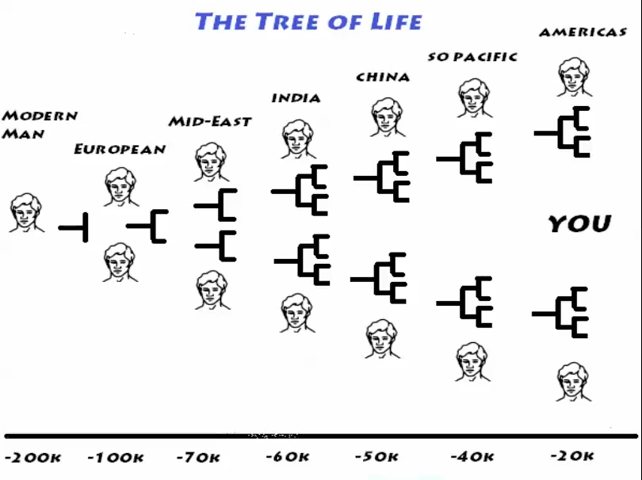 The Tree of Life
Americas
So Pacific
China
India
Mid-East
Modern
Man
European
YOU
-200K
-100K
-70K
-60K
-50K
-40K
-20K